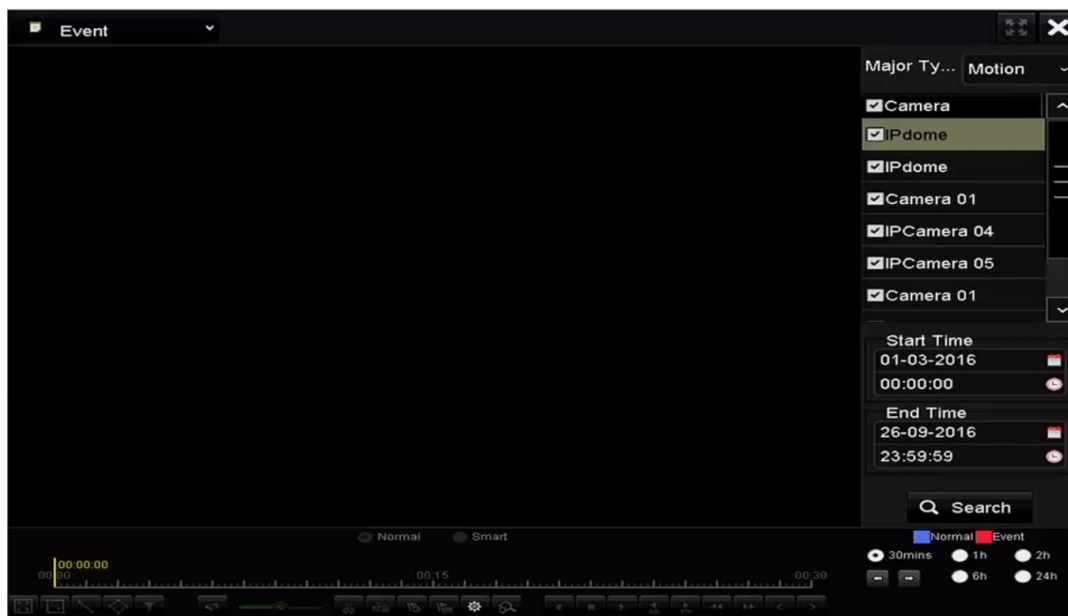 Event
Major Ty... Motion
Camera
IPdome
IPdome
Camera 01
IPCamera 04
IPCamera 05
Camera 01
Start Time
01-03-2016
00:00:00
End Time
26-09-2016
23:59:59
Search
Normal Smart
Normal Event
30mins 1h 2h
6h 24h
00:00:00
00:00 00:15 00:30